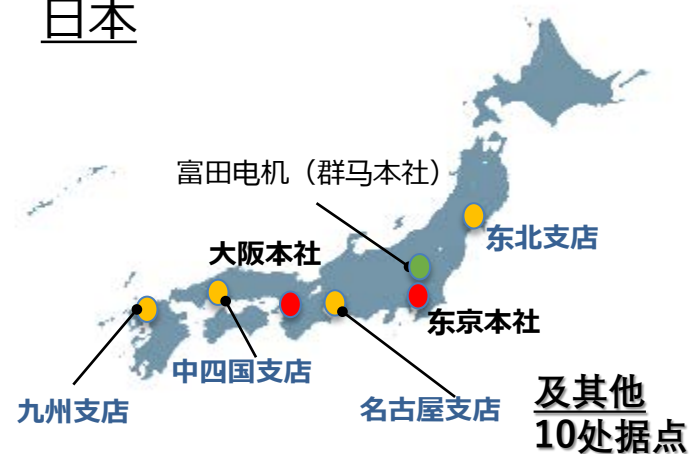 日本
富田电机（群马本社）
东北支店
大阪本社
东京本社
中四国支店
九州支店
名古屋支店
及其他
10处据点